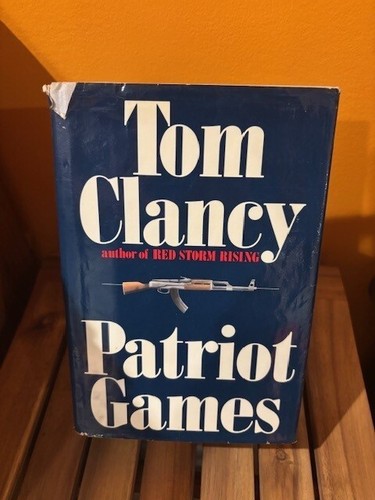 Tom
Clancy
author of RED STORM RISING
Patriot
Games